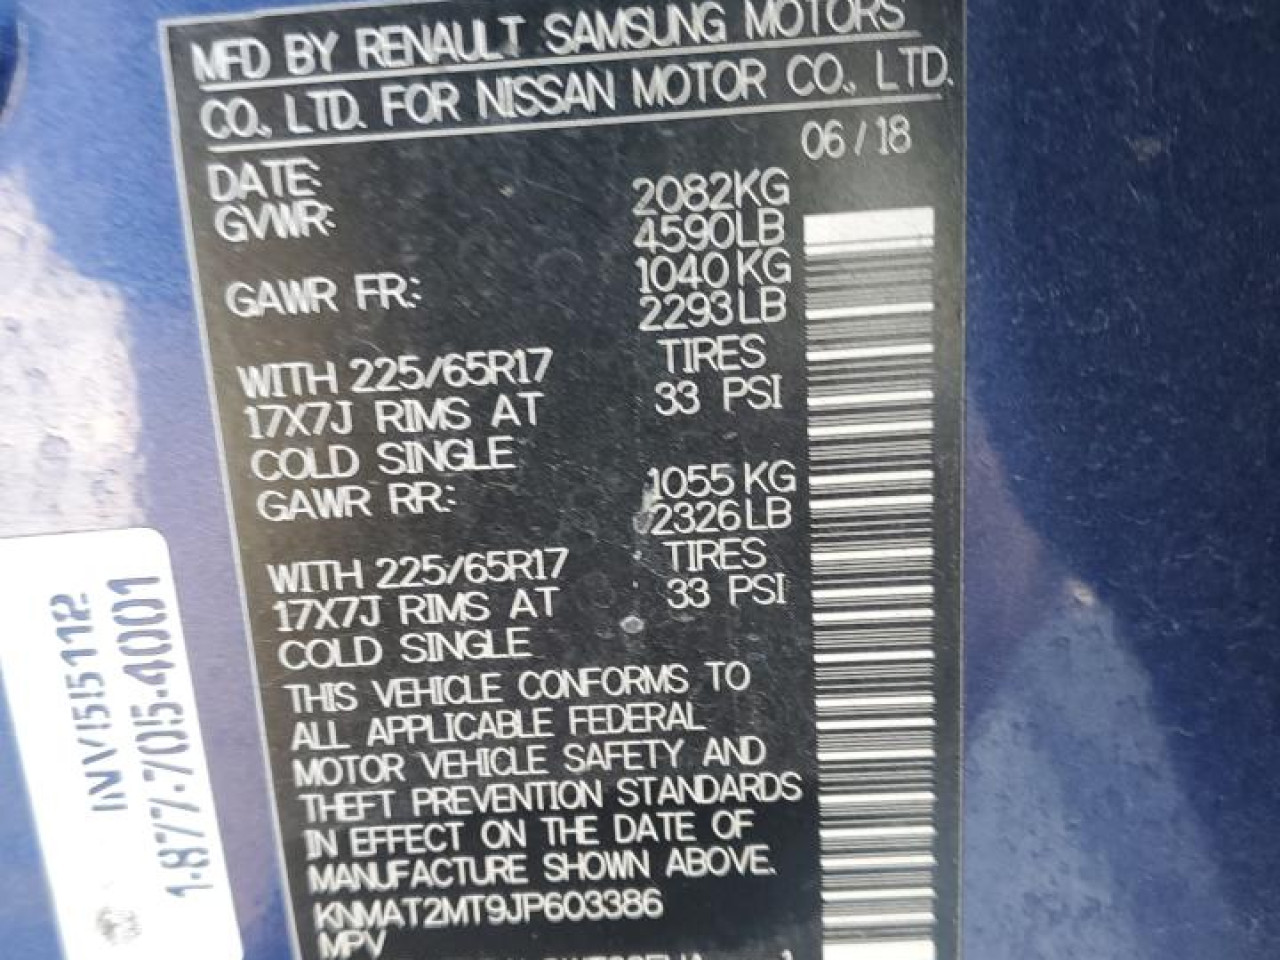 MFD BY RENAULT SAMSUNG MOTORS
CO., LTD. FOR NISSAN MOTOR CO., LTD.
DATE: 06/18
GVWR: 2082KG
4590LB
GAWR FR.: 1040KG
2293LB
WITH 225/65R17 TIRES
17X7J RIMS AT 33 PSI
COLD SINGLE
GAWR RR.: 1055KG
2326LB
WITH 225/65R17 TIRES
17X7J RIMS AT 33 PSI
COLD SINGLE
THIS VEHICLE CONFORMS TO
ALL APPLICABLE FEDERAL
MOTOR VEHICLE SAFETY AND
THEFT PREVENTION STANDARDS
IN EFFECT ON THE DATE OF
MANUFACTURE SHOWN ABOVE.
KNMAT2MT9JP603386
MPV
1-877-705-4001